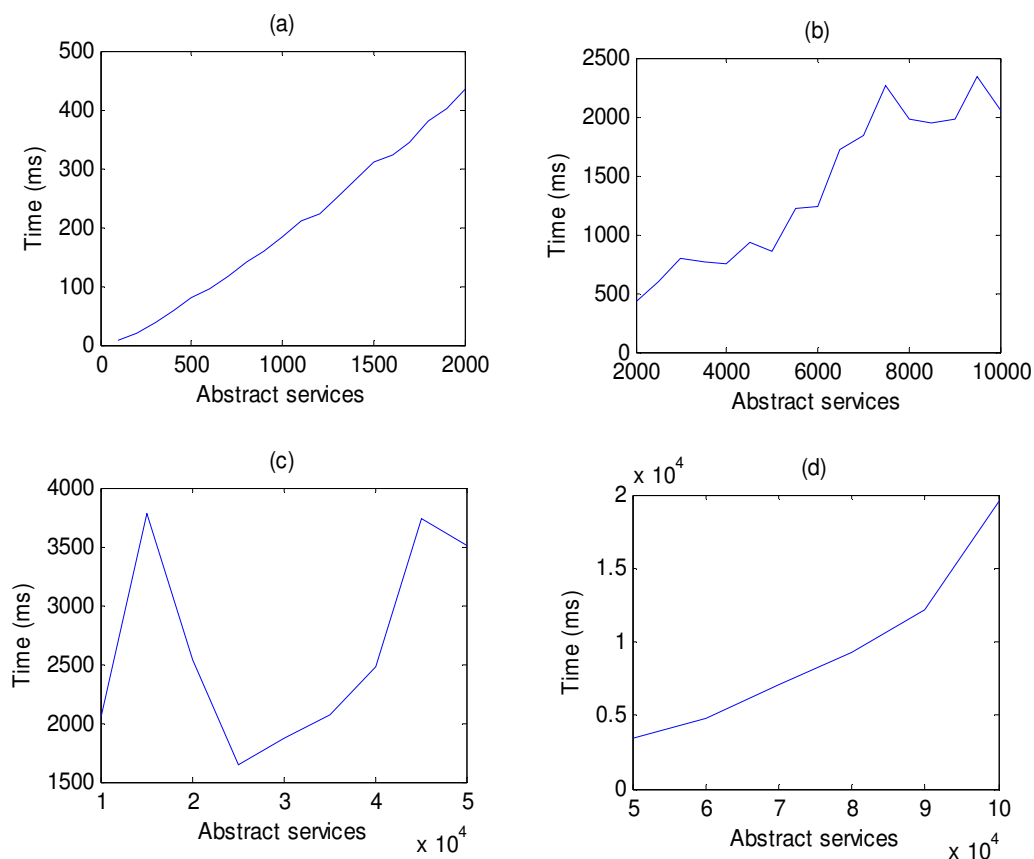 (a)
500
400
300
200
100
0
Time (ms)
0 500 1000 1500 2000
Abstract services
(b)
2500
2000
1500
1000
500
0
Time (ms)
2000 4000 6000 8000 10000
Abstract services
(c)
4000
3500
3000
2500
2000
1500
Time (ms)
1 2 3 4 5
Abstract services
x 10^4
(d)
x 10^4
2
1.5
1
0.5
0
Time (ms)
5 6 7 8 9 10
Abstract services
x 10^4